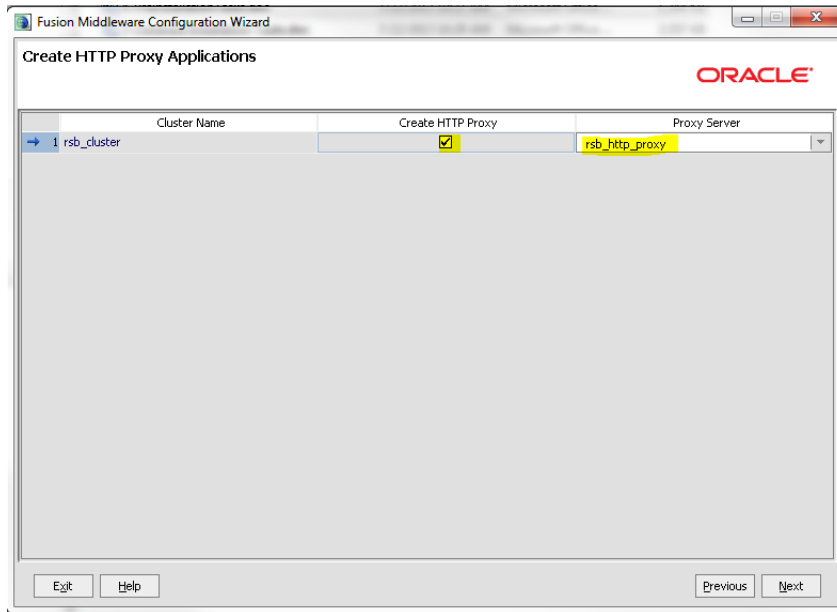 Fusion Middleware Configuration Wizard
Create HTTP Proxy Applications
ORACLE
Cluster Name Create HTTP Proxy Proxy Server
1 rsb_cluster rsb_http_proxy
Exit Help Previous Next